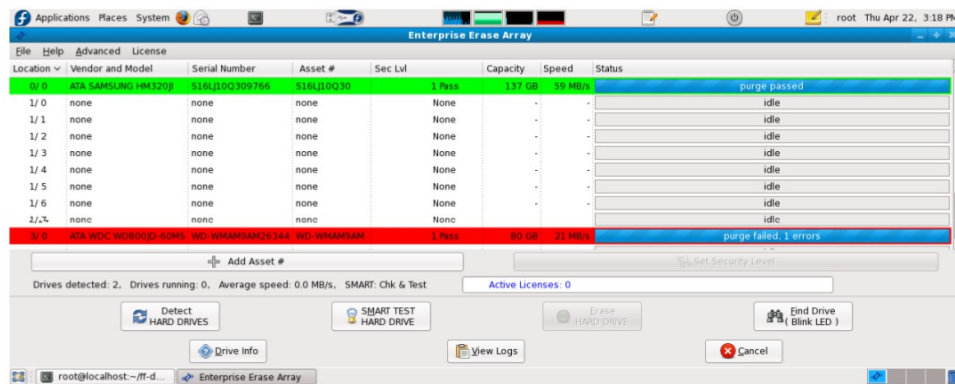 Applications Places System root Thu Apr 22, 3:18 PM
Enterprise Erase Array
File Help Advanced License
Location Vendor and Model Serial Number Asset # Sec Lvl Capacity Speed Status
0/ 0 ATA SAMSUNG HM320JI S16LJ10Q309766 S16LJ10Q30 1 Pass 137 GB 59 MB/s purge passed
1/ 0 none none none None - - idle
1/ 1 none none none None - - idle
1/ 2 none none none None - - idle
1/ 3 none none none None - - idle
1/ 4 none none none None - - idle
1/ 5 none none none None - - idle
1/ 6 none none none None - - idle
none none none None idle
3/ 0 ATA WDC WD800JD-60MS WD-WMAM9AM26344 WD-WMAM9AM 1 Pass 80 GB 21 MB/s purge failed, 1 errors
Add Asset # Set Security Level
Drives detected: 2, Drives running: 0, Average speed: 0.0 MB/s, SMART: Chk & Test Active Licenses: 0
Detect HARD DRIVES SMART TEST HARD DRIVE Erase HARD DRIVE Find Drive ( Blink LED )
Drive Info View Logs Cancel
root@localhost:~/ff-d... Enterprise Erase Array